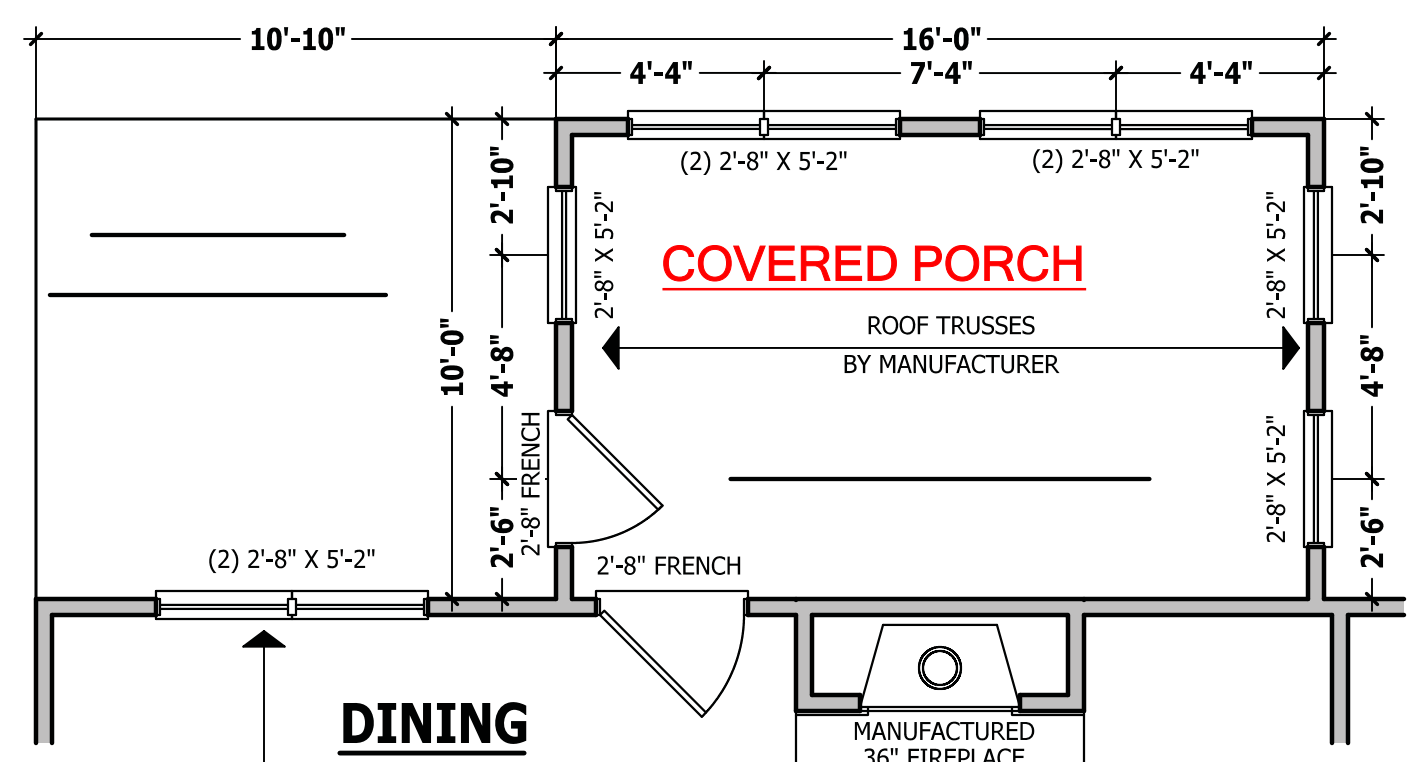 10'-10"
16'-0"
4'-4"
7'-4"
4'-4"
(2) 2'-8" X 5'-2"
(2) 2'-8" X 5'-2"
2'-10"
2'-10"
2'-8" X 5'-2"
2'-8" X 5'-2"
COVERED PORCH
ROOF TRUSSES
BY MANUFACTURER
10'-0"
4'-8"
4'-8"
2'-8" FRENCH
2'-8" X 5'-2"
2'-6"
2'-6"
(2) 2'-8" X 5'-2"
2'-8" FRENCH
DINING
MANUFACTURED
36" FIREPLACE